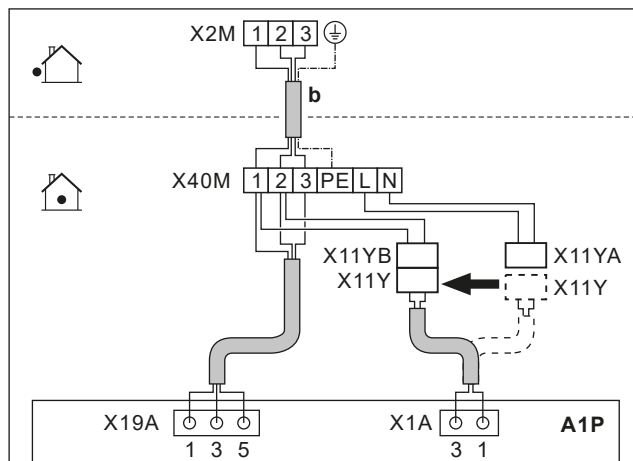 X2M 1 2 3
b
X40M 1 2 3 PE L N
X11YB X11YA
X11Y X11Y
X19A X1A A1P
1 3 5 3 1